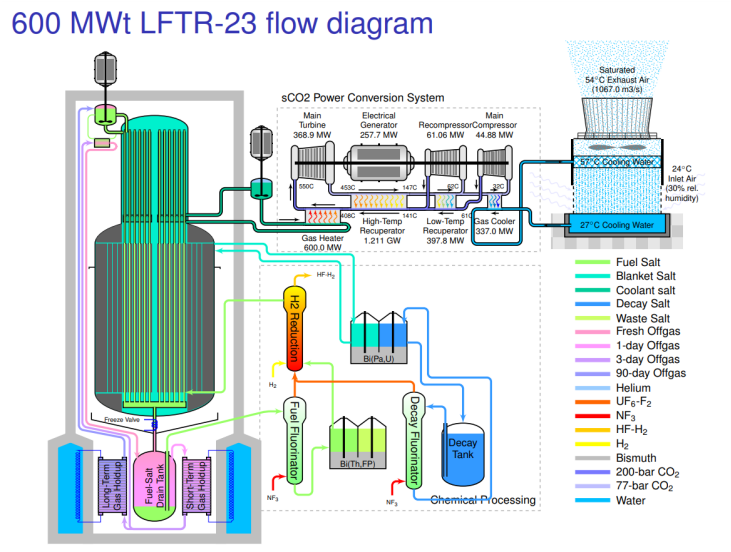 600 MWt LFTR-23 flow diagram
Saturated
54°C Exhaust Air
(1067.0 m3/s)
sCO2 Power Conversion System
Main
Turbine
368.9 MW
Electrical
Generator
257.7 MW
Recompressor
61.06 MW
Main
Compressor
44.88 MW
57°C Cooling Water
24°C
Inlet Air
(30% rel.
humidity)
27°C Cooling Water
550C
453C
147C
62C
32C
408C
141C
61C
Gas Heater
600.0 MW
High-Temp
Recuperator
1.211 GW
Low-Temp
Recuperator
397.8 MW
Gas Cooler
337.0 MW
HF-H₂
H2 Reduction
H₂
Bi(Pa,U)
Fuel Fluorinator
NF₃
Bi(Th,FP)
Decay Fluorinator
NF₃
Decay
Tank
Chemical Processing
Freeze Valve
Long-Term
Gas Holdup
Fuel-Salt
Drain Tank
Short-Term
Gas Holdup
Fuel Salt
Blanket Salt
Coolant salt
Decay Salt
Waste Salt
Fresh Offgas
1-day Offgas
3-day Offgas
90-day Offgas
Helium
UF₆-F₂
NF₃
HF-H₂
H₂
Bismuth
200-bar CO₂
77-bar CO₂
Water